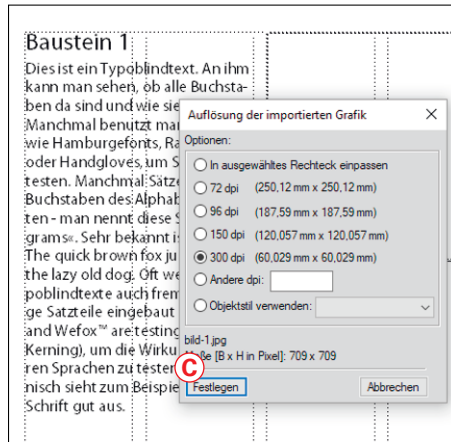 Baustein 1
Dies ist ein Typoblindtext. An ihm
kann man sehen, ob alle Buchsta-
ben da sind und wie sie
Manchmal benutzt man
wie Hamburgefonts, Ra
oder Handgloves, um S
testen. Manchmal Sätze
Buchstaben des Alphab
ten - man nennt diese S
grams«. Sehr bekannt is
The quick brown fox ju
the lazy old dog. Oft we
poblindtexte auch frem
ge Satzteile eingebaut
and Wefox™ are testing
Kerning), um die Wirku
ren Sprachen zu testen
nisch sieht zum Beispie
Schrift gut aus.
Auflösung der importierten Grafik
Optionen:
In ausgewähltes Rechteck einpassen
72 dpi (250,12 mm x 250,12 mm)
96 dpi (187,59 mm x 187,59 mm)
150 dpi (120,057 mm x 120,057 mm)
300 dpi (60,029 mm x 60,029 mm)
Andere dpi:
Objektstil verwenden:
bild-1.jpg
[B x H in Pixel]: 709 x 709
C
Festlegen
Abbrechen